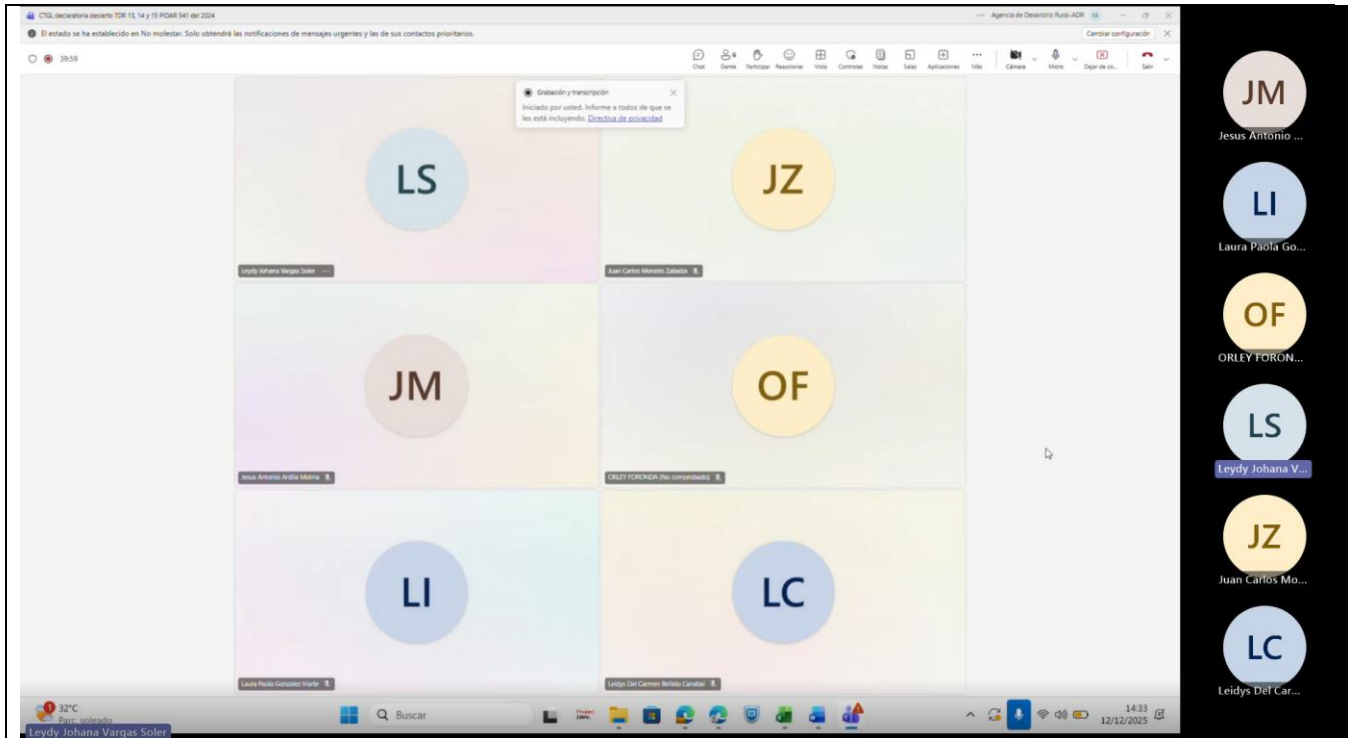 CTGL declaratoria desierto TDR 13, 14 y 15 PIDAR 541 del 2024
Agencia de Desarrollo Rural-ADR
El estado se ha establecido en No molestar. Solo obtendrá las notificaciones de mensajes urgentes y las de sus contactos prioritarios.
Cambiar configuración
39:59
6
Chat Gente Participar Reaccionar Vista Controles Notas Salas Aplicaciones Más Cámara Micro Dejar de co... Salir
Grabación y transcripción
Iniciado por usted. Informe a todos de que se
les está incluyendo. Directiva de privacidad
LS
Leydy Johana Vargas Soler
JZ
Juan Carlos Morales Zabaleta
JM
Jesus Antonio Ardila Molina
OF
ORLEY FORONDA (No comprobado)
LI
Laura Paola Gonzalez Iriarte
LC
Leidys Del Carmen Bellido Canabal
JM
Jesus Antonio ...
LI
Laura Paola Go...
OF
ORLEY FORON...
LS
Leydy Johana V...
JZ
Juan Carlos Mo...
LC
Leidys Del Car...
1
32°C
Parc. soleado
Leydy Johana Vargas Soler
Buscar
14:33
12/12/2025